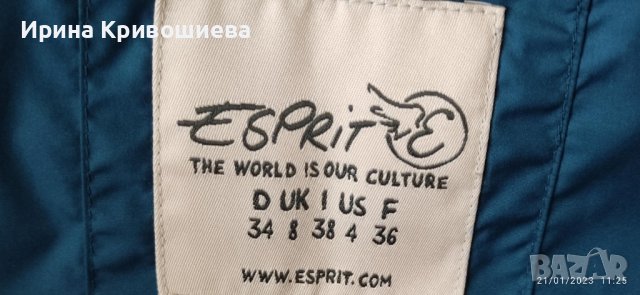 Ирина Кривошиева
ESPRIT E
THE WORLD IS OUR CULTURE
D UK I US F
34 8 38 4 36
WWW.ESPRIT.COM
BAZAR
21/01/2023 11:25